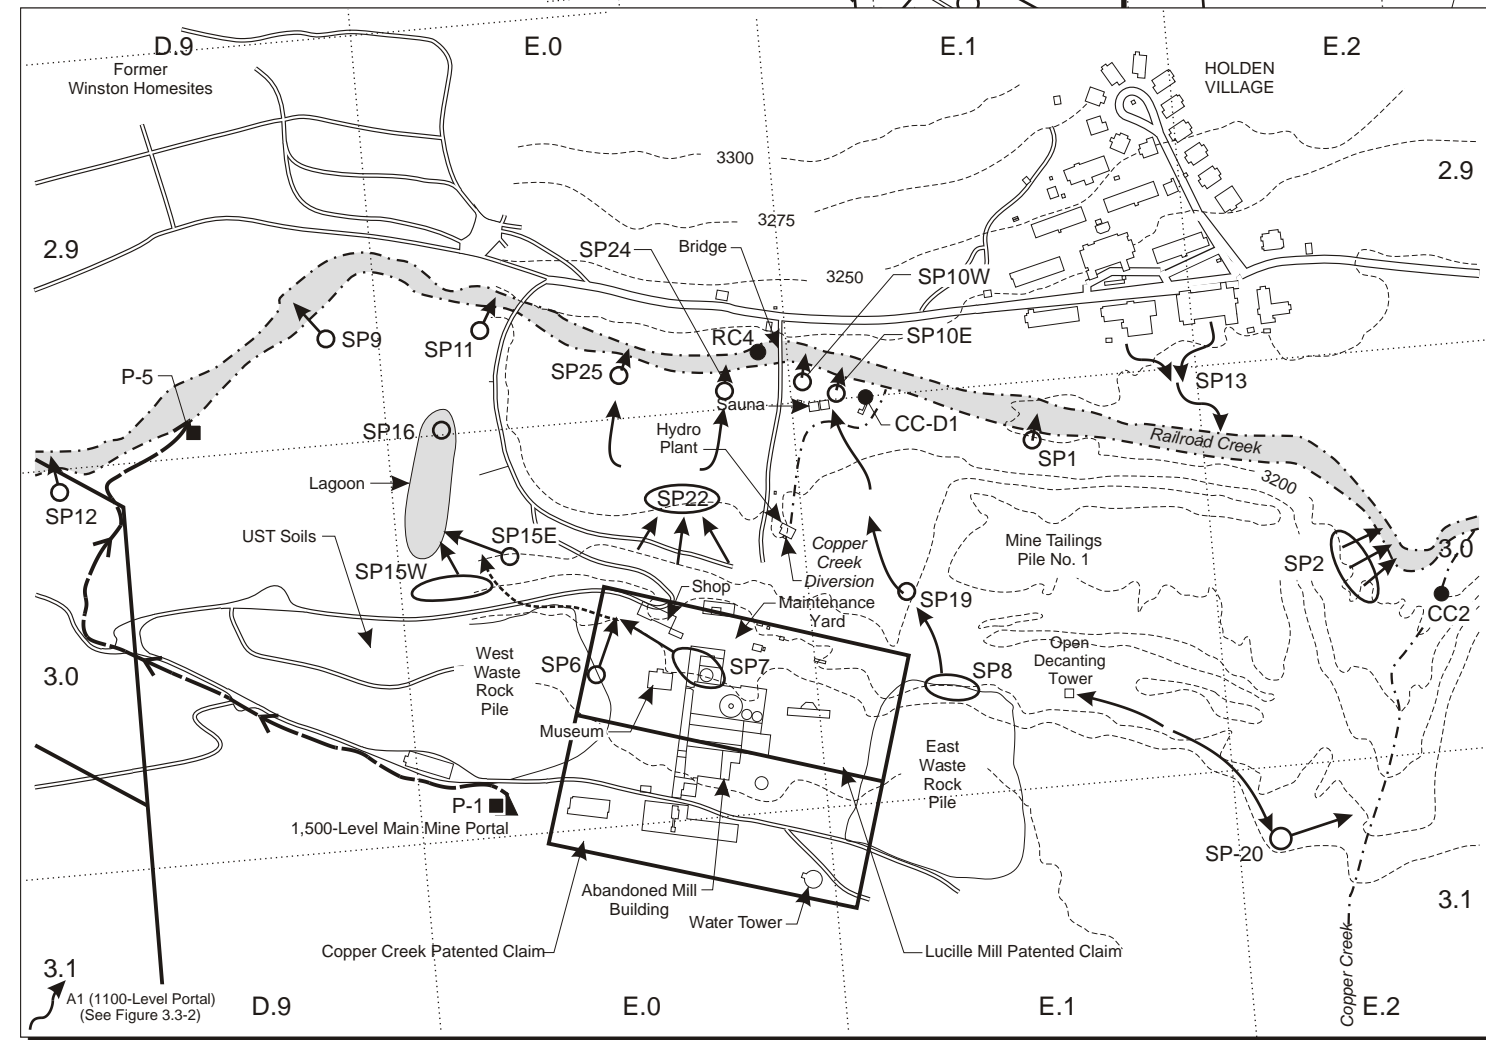 D.9
E.0
E.1
E.2
Former
Winston Homesites
HOLDEN
VILLAGE
3300
2.9
3275
2.9
SP24
Bridge
3250
SP10W
SP9
SP11
RC4
SP10E
P-5
SP25
SP13
Sauna
SP16
Hydro
Plant
CC-D1
SP1
Railroad Creek
Lagoon
3200
SP12
SP22
UST Soils
SP15E
Copper
Creek
Diversion
Mine Tailings
Pile No. 1
3.0
SP2
SP15W
Shop
Maintenance
Yard
SP19
CC2
West
Waste
Rock
Pile
SP6
SP7
Open
Decanting
Tower
SP8
3.0
Museum
East
Waste
Rock
Pile
P-1
1,500-Level Main Mine Portal
SP-20
Abandoned Mill
Building
Water Tower
3.1
Copper Creek Patented Claim
Lucille Mill Patented Claim
Copper Creek
3.1
A1 (1100-Level Portal)
(See Figure 3.3-2)
D.9
E.0
E.1
E.2